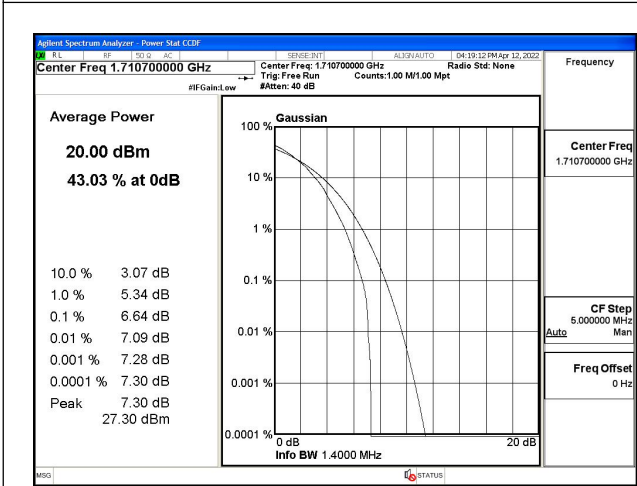 Agilent Spectrum Analyzer - Power Stat CCDF
RL RF 50 Ω AC SENSE:INT ALIGN AUTO 04:19:12 PM Apr 12, 2022
Center Freq 1.710700000 GHz
Center Freq: 1.710700000 GHz Radio Std: None
Trig: Free Run Counts:1.00 M/1.00 Mpt
#IFGain:Low #Atten: 40 dB
Frequency
Average Power
20.00 dBm
43.03 % at 0dB
10.0 % 3.07 dB
1.0 % 5.34 dB
0.1 % 6.64 dB
0.01 % 7.09 dB
0.001 % 7.28 dB
0.0001 % 7.30 dB
Peak 7.30 dB
27.30 dBm
100 % Gaussian
10 %
1 %
0.1 %
0.01 %
0.001 %
0.0001 %
0 dB 20 dB
Info BW 1.4000 MHz
Center Freq
1.710700000 GHz
CF Step
5.000000 MHz
Auto Man
Freq Offset
0 Hz
MSG STATUS